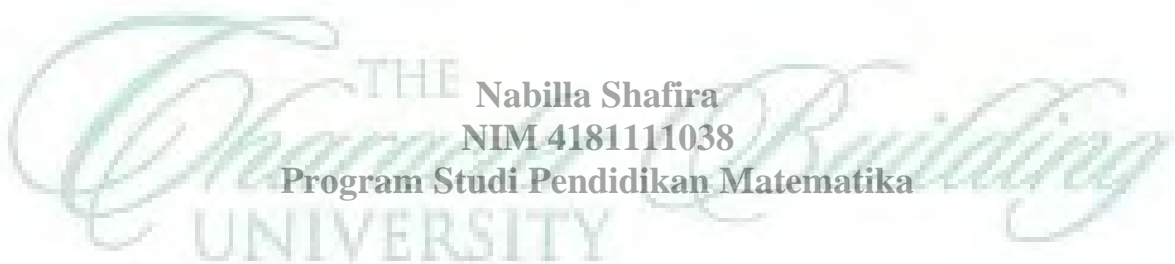 THE
Character Building
UNIVERSITY
Nabilla Shafira
NIM 4181111038
Program Studi Pendidikan Matematika